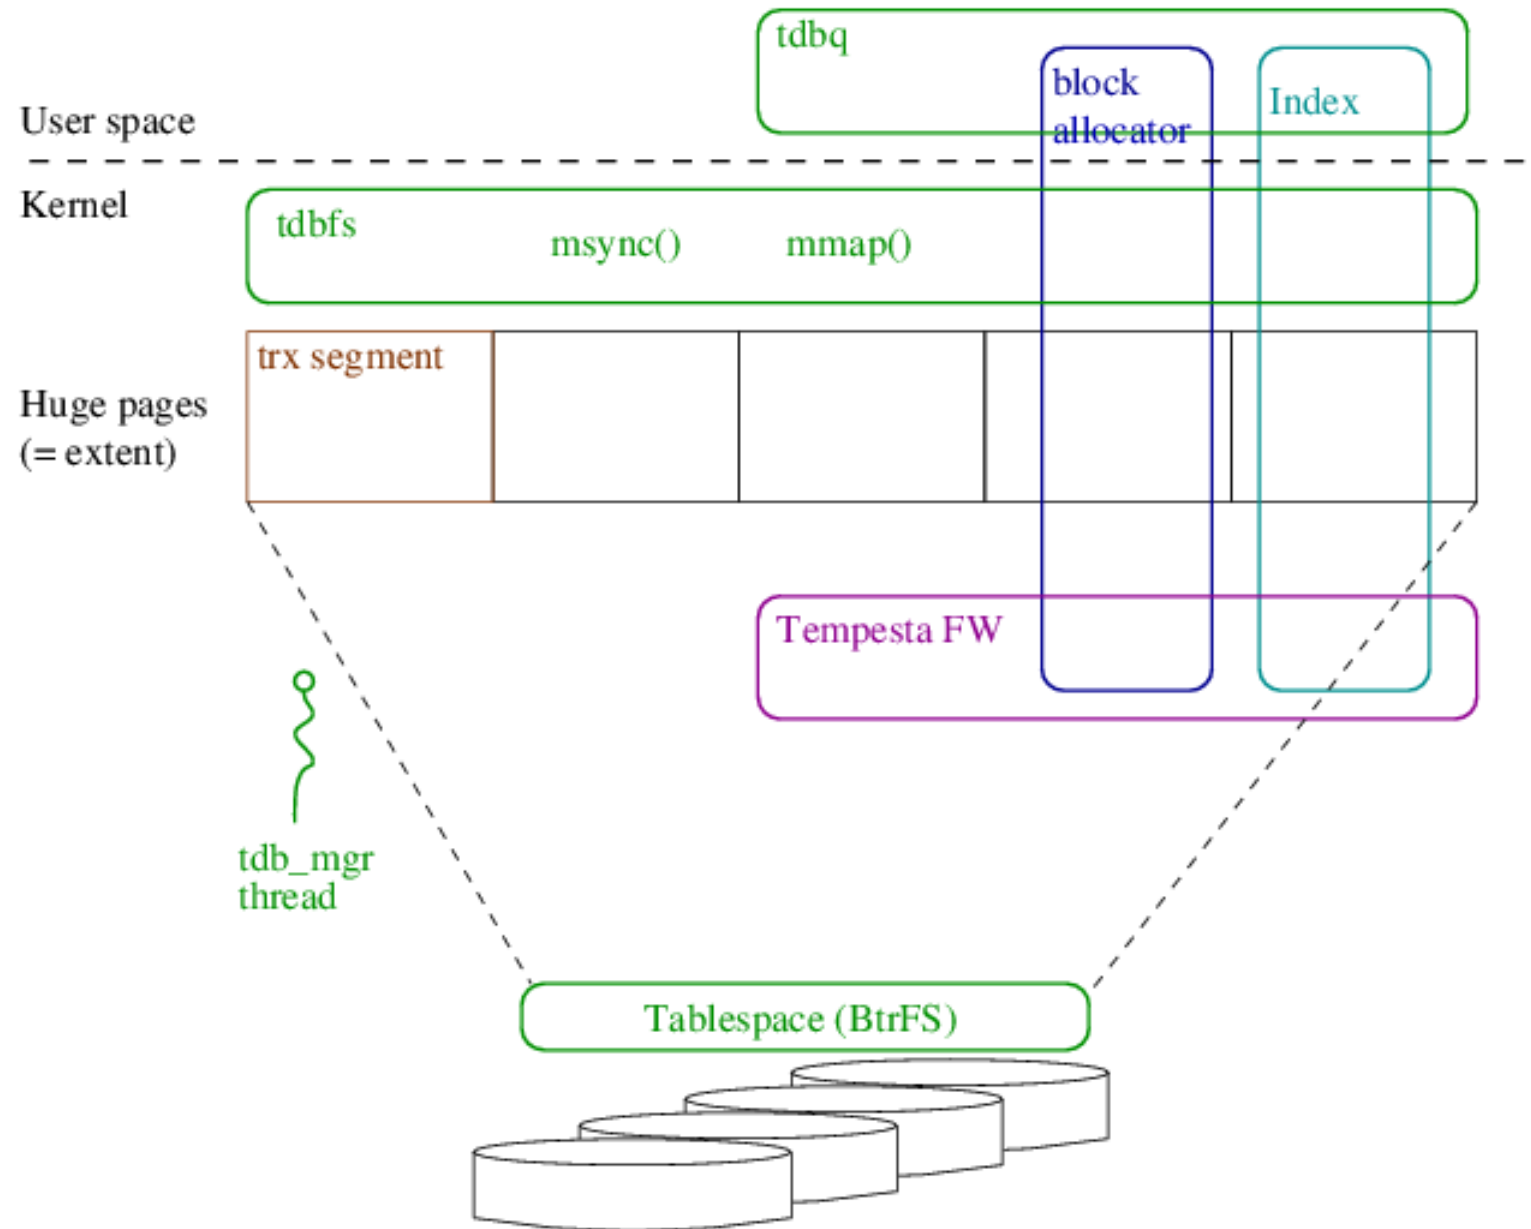 tdbq
block
allocator
Index
User space
Kernel
tdbfs
msync()
mmap()
trx segment
Huge pages
(= extent)
Tempesta FW
tdb_mgr
thread
Tablespace (BtrFS)